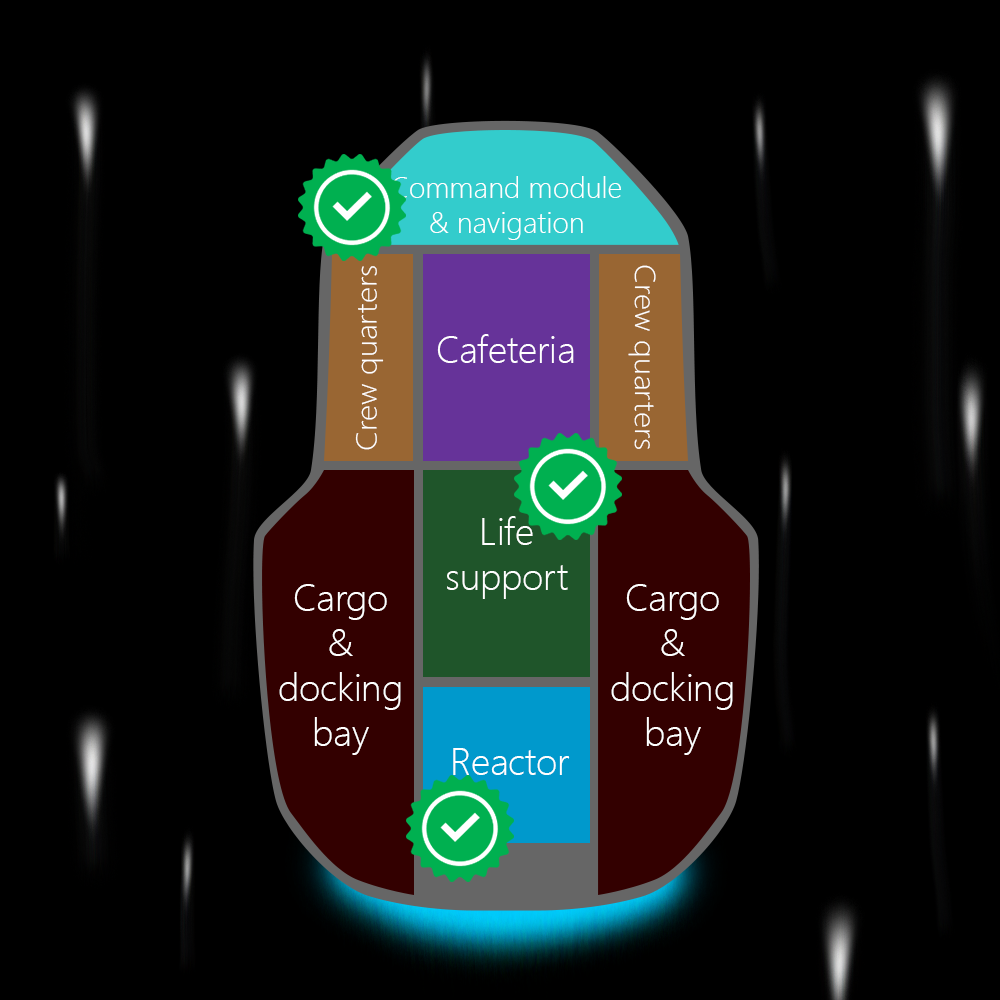 Command module
& navigation
Crew quarters
Cafeteria
Crew quarters
Life
support
Cargo
&
docking
bay
Cargo
&
docking
bay
Reactor